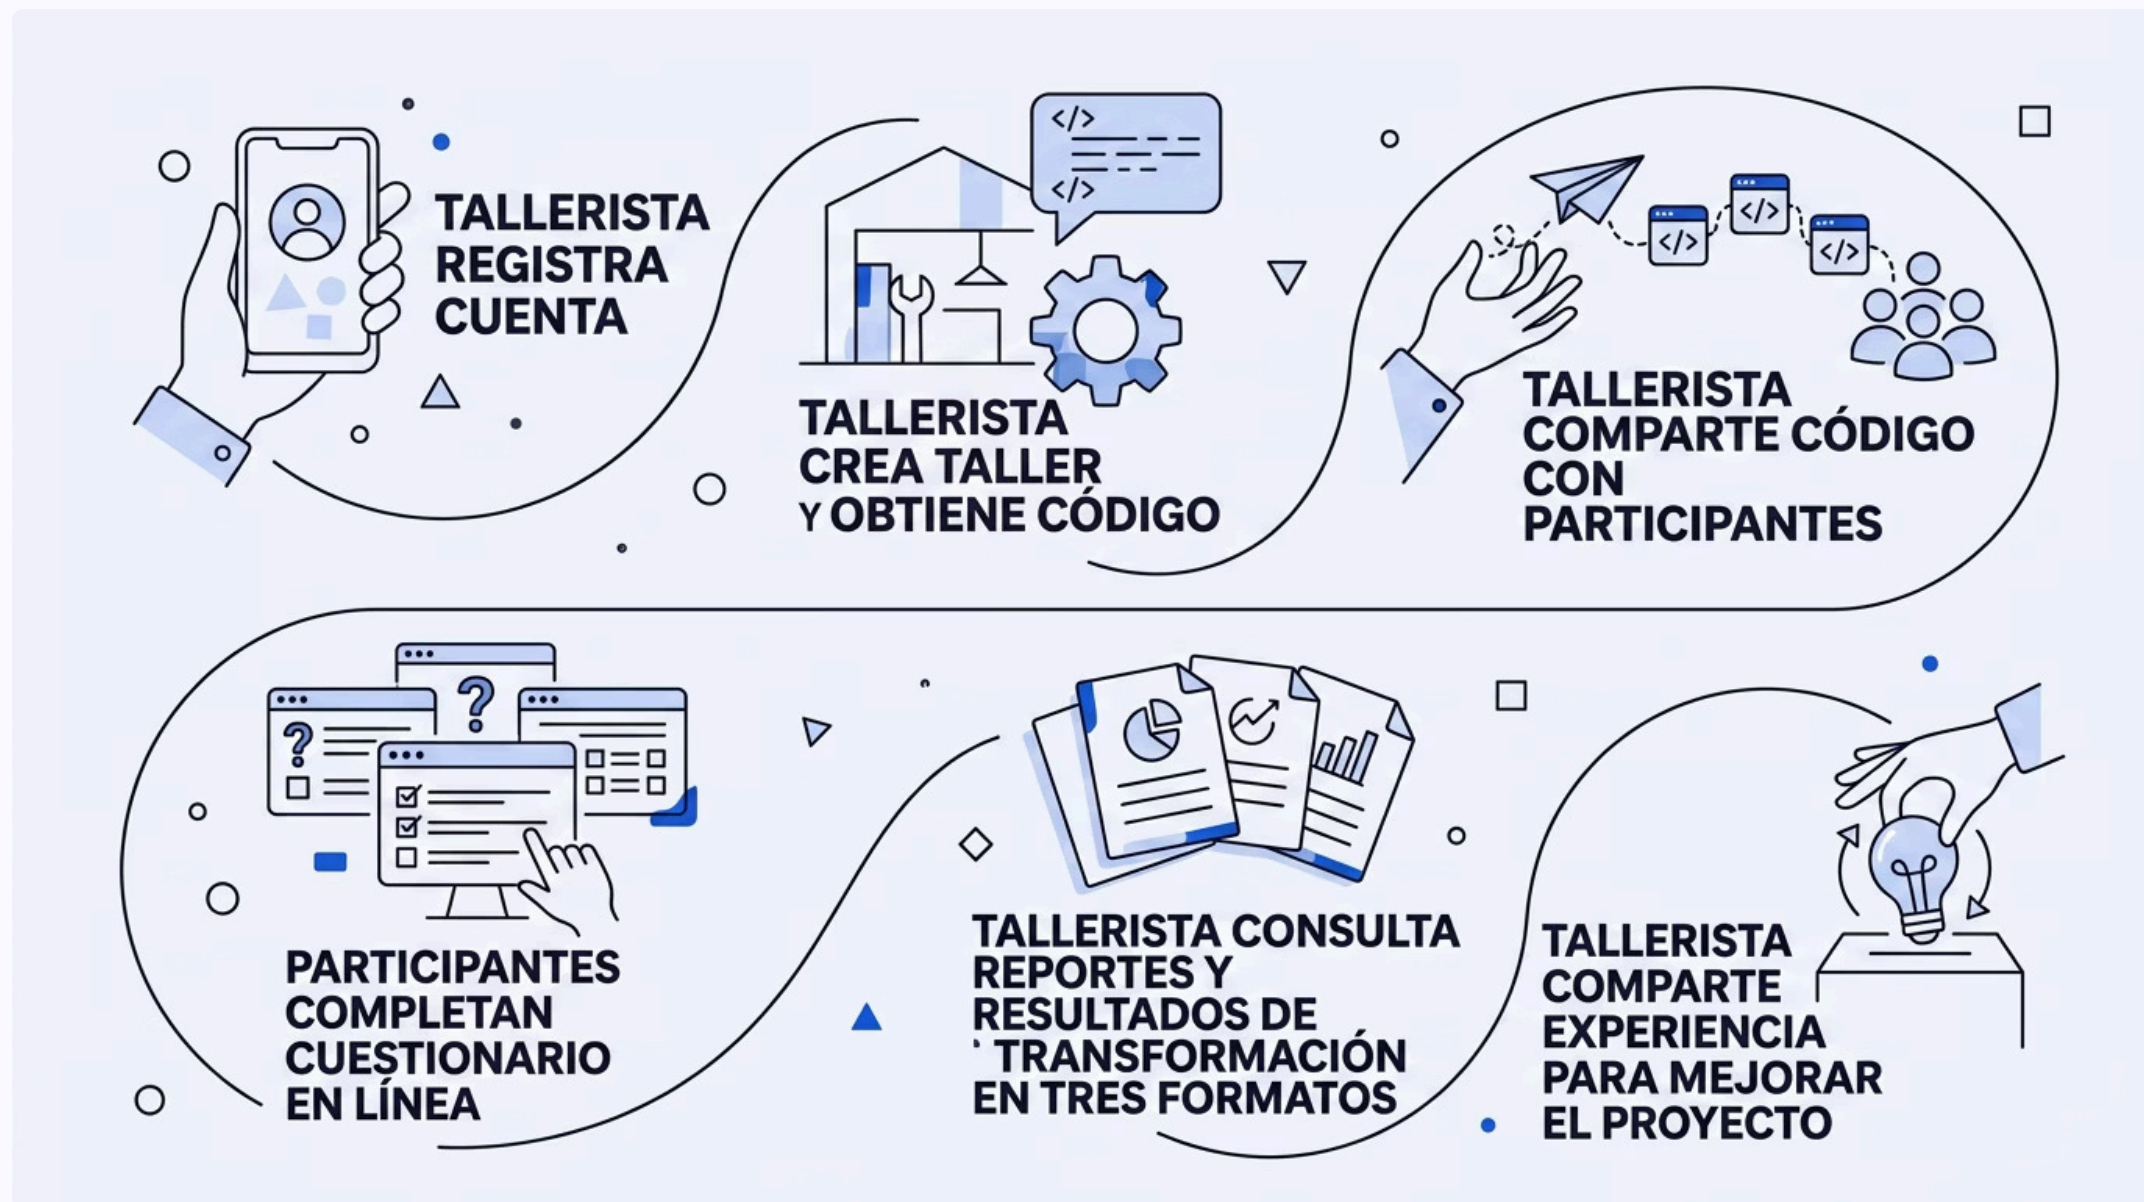 TALLERISTA
REGISTRA
CUENTA
</>
</>
TALLERISTA
CREA TALLER
Y OBTIENE CÓDIGO
</>
</>
</>
TALLERISTA
COMPARTE CÓDIGO
CON
PARTICIPANTES
?
?
PARTICIPANTES
COMPLETAN
CUESTIONARIO
EN LÍNEA
TALLERISTA CONSULTA
REPORTES Y
RESULTADOS DE
TRANSFORMACIÓN
EN TRES FORMATOS
TALLERISTA
COMPARTE
EXPERIENCIA
PARA MEJORAR
EL PROYECTO